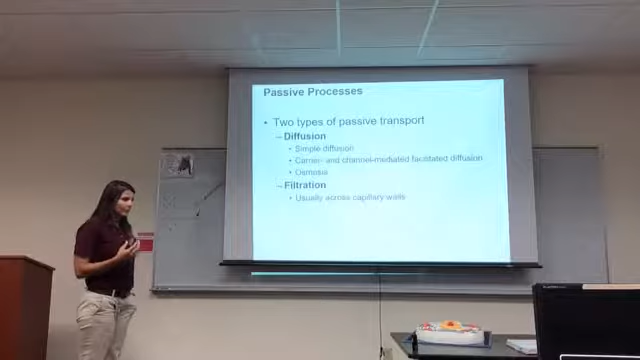 Passive Processes
• Two types of passive transport
– Diffusion
• Simple diffusion
• Carrier- and channel-mediated facilitated diffusion
• Osmosis
– Filtration
• Usually across capillary walls